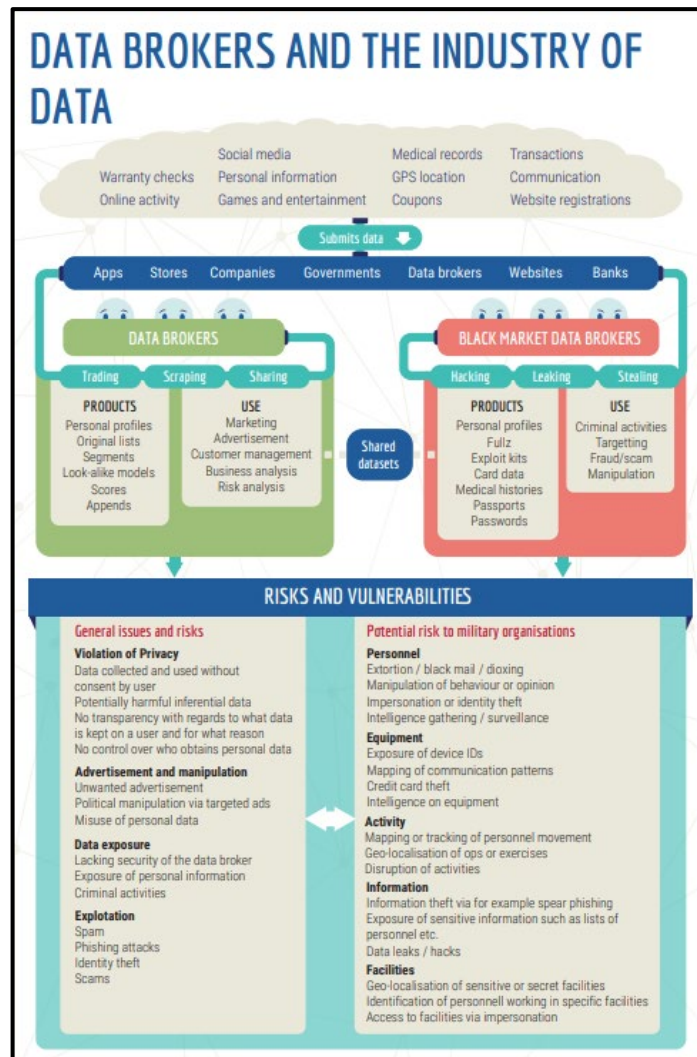 DATA BROKERS AND THE INDUSTRY OF
DATA
Social media Medical records Transactions
Warranty checks Personal information GPS location Communication
Online activity Games and entertainment Coupons Website registrations
Submits data
Apps Stores Companies Governments Data brokers Websites Banks
DATA BROKERS
Trading Scraping Sharing
PRODUCTS
Personal profiles
Original lists
Segments
Look-alike models
Scores
Appends
USE
Marketing
Advertisement
Customer management
Business analysis
Risk analysis
Shared
datasets
BLACK MARKET DATA BROKERS
Hacking Leaking Stealing
PRODUCTS
Personal profiles
Fullz
Exploit kits
Card data
Medical histories
Passports
Passwords
USE
Criminal activities
Targetting
Fraud/scam
Manipulation
RISKS AND VULNERABILITIES
General issues and risks
Violation of Privacy
Data collected and used without
consent by user
Potentially harmful inferential data
No transparency with regards to what data
is kept on a user and for what reason
No control over who obtains personal data
Advertisement and manipulation
Unwanted advertisement
Political manipulation via targeted ads
Misuse of personal data
Data exposure
Lacking security of the data broker
Exposure of personal information
Criminal activities
Explotation
Spam
Phishing attacks
Identity theft
Scams
Potential risk to military organisations
Personnel
Extortion / black mail / dioxing
Manipulation of behaviour or opinion
Impersonation or identity theft
Intelligence gathering / surveillance
Equipment
Exposure of device IDs
Mapping of communication patterns
Credit card theft
Intelligence on equipment
Activity
Mapping or tracking of personnel movement
Geo-localisation of ops or exercises
Disruption of activities
Information
Information theft via for example spear phishing
Exposure of sensitive information such as lists of
personnel etc.
Data leaks / hacks
Facilities
Geo-localisation of sensitive or secret facilities
Identification of personnell working in specific facilities
Access to facilities via impersonation